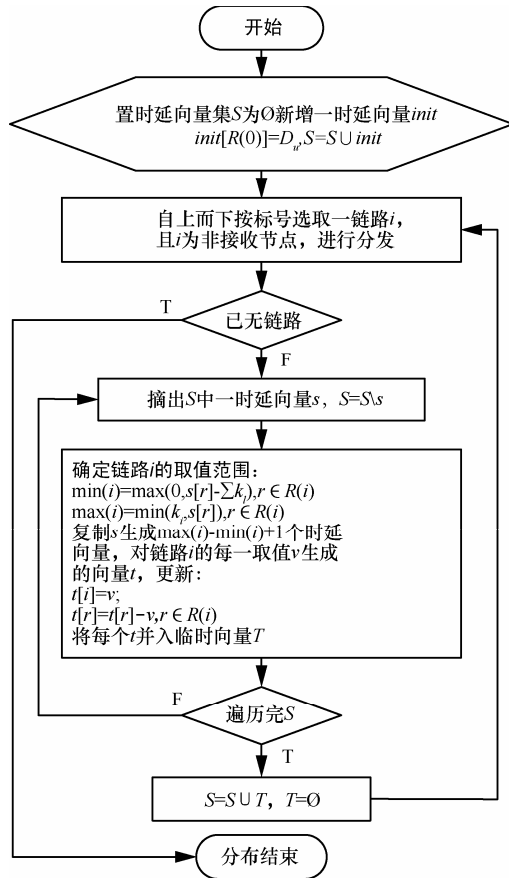 开始
置时延向量集S为Ø新增一时延向量init
init[R(0)]=Du,S=S∪init
自上而下按标号选取一链路i，
且i为非接收节点，进行分发
T
已无链路
F
摘出S中一时延向量s，S=S\s
确定链路i的取值范围：
min(i)=max(0,s[r]-∑kl),r∈R(i)
max(i)=min(ki,s[r]),r∈R(i)
复制s生成max(i)-min(i)+1个时延
向量，对链路i的每一取值v生成
的向量t，更新：
t[i]=v;
t[r]=t[r]-v,r∈R(i)
将每个t并入临时向量T
F
遍历完S
T
S=S∪T，T=Ø
分布结束